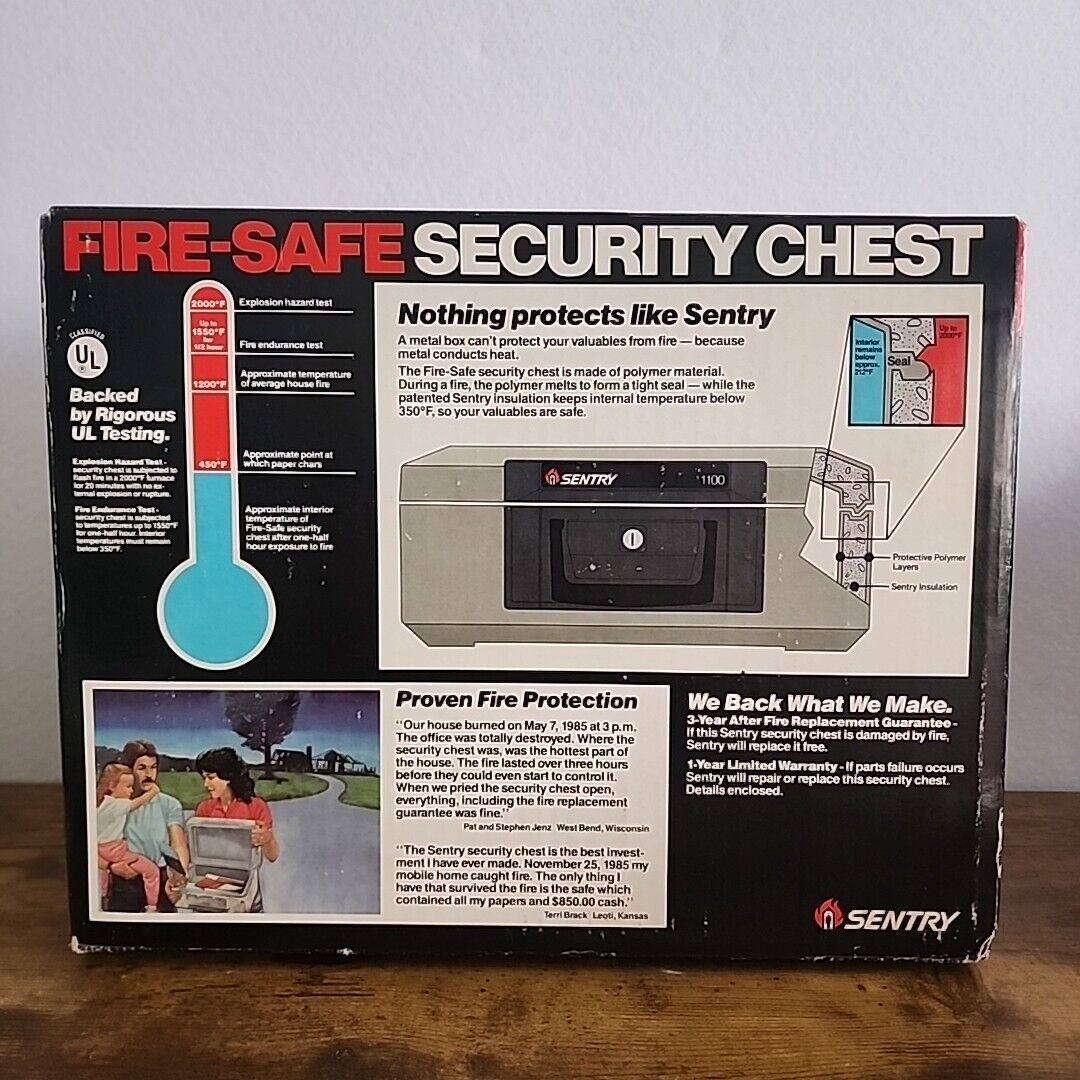 FIRE-SAFE SECURITY CHEST
2000°F
Explosion hazard test
Up to
1550°F
for
1/2 hour
Fire endurance test
1200°F
Approximate temperature
of average house fire
450°F
Approximate point at
which paper chars
Approximate interior
temperature of
Fire-Safe security
chest after one-half
hour exposure to fire
CLASSIFIED
UL
®
Backed
by Rigorous
UL Testing.
Explosion Hazard Test -
security chest is subjected to
flash fire in a 2000°F furnace
for 20 minutes with no ex-
ternal explosion or rupture.
Fire Endurance Test -
security chest is subjected
to temperatures up to 1550°F
for one-half hour. Interior
temperatures must remain
below 350°F.
Nothing protects like Sentry
A metal box can't protect your valuables from fire — because
metal conducts heat.
The Fire-Safe security chest is made of polymer material.
During a fire, the polymer melts to form a tight seal — while the
patented Sentry insulation keeps internal temperature below
350°F, so your valuables are safe.
Interior
remains
below
approx.
212°F
Seal
Up to
2000°F
SENTRY
1100
Protective Polymer
Layers
Sentry Insulation
Proven Fire Protection
"Our house burned on May 7, 1985 at 3 p.m.
The office was totally destroyed. Where the
security chest was, was the hottest part of
the house. The fire lasted over three hours
before they could even start to control it.
When we pried the security chest open,
everything, including the fire replacement
guarantee was fine."
Pat and Stephen Jenz West Bend, Wisconsin
"The Sentry security chest is the best invest-
ment I have ever made. November 25, 1985 my
mobile home caught fire. The only thing I
have that survived the fire is the safe which
contained all my papers and $850.00 cash."
Terri Brack Leoti, Kansas
We Back What We Make.
3-Year After Fire Replacement Guarantee -
If this Sentry security chest is damaged by fire,
Sentry will replace it free.
1-Year Limited Warranty - If parts failure occurs
Sentry will repair or replace this security chest.
Details enclosed.
SENTRY